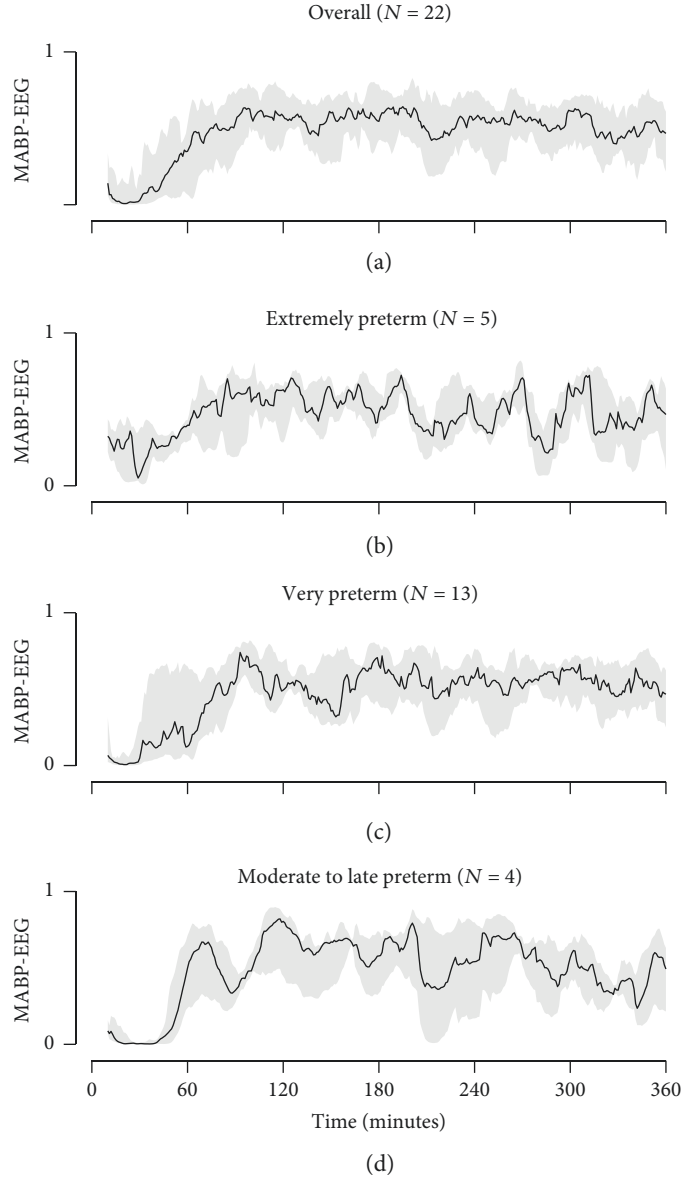 Overall (N = 22)
1
MABP-EEG
(a)
Extremely preterm (N = 5)
1
MABP-EEG
0
(b)
Very preterm (N = 13)
1
MABP-EEG
0
(c)
Moderate to late preterm (N = 4)
1
MABP-EEG
0
0 60 120 180 240 300 360
Time (minutes)
(d)